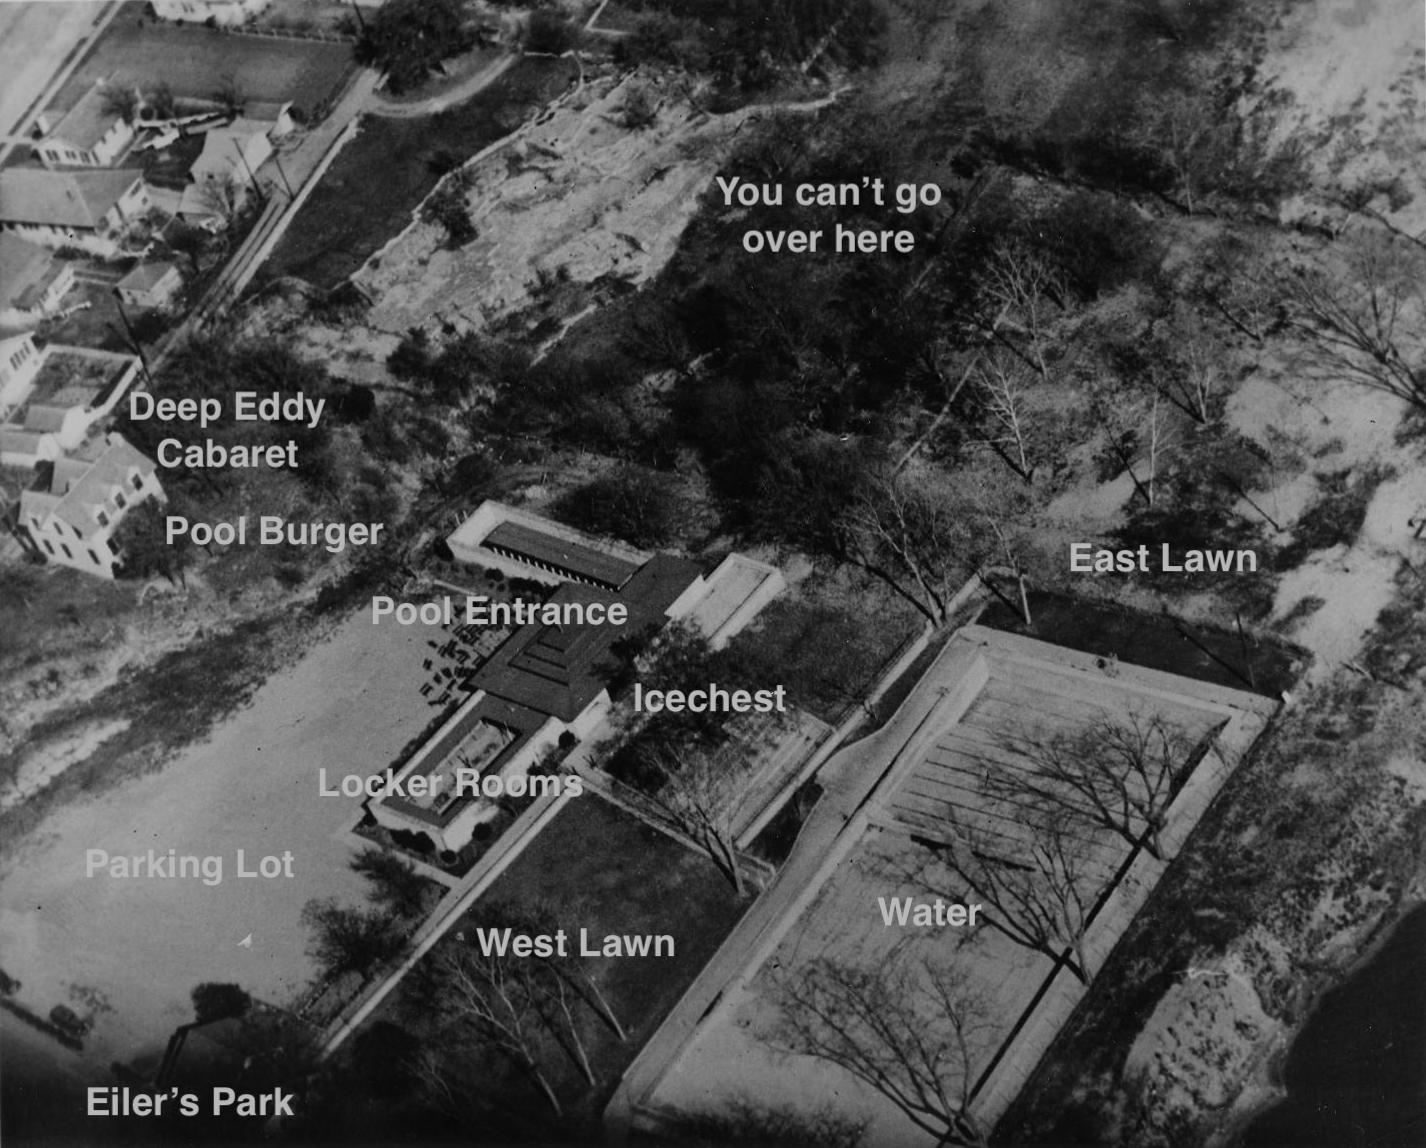 You can't go
over here
Deep Eddy
Cabaret
Pool Burger
East Lawn
Pool Entrance
Icechest
Locker Rooms
Parking Lot
Water
West Lawn
Eiler's Park